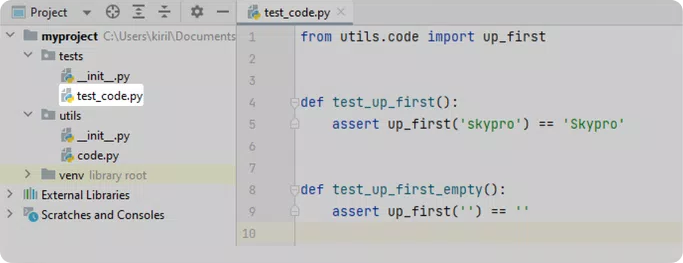 Project
myproject C:\Users\kiril\Documents
tests
__init__.py
test_code.py
utils
__init__.py
code.py
venv library root
External Libraries
Scratches and Consoles
test_code.py
1 from utils.code import up_first
2
3
4 def test_up_first():
5 assert up_first('skypro') == 'Skypro'
6
7
8 def test_up_first_empty():
9 assert up_first('') == ''
10